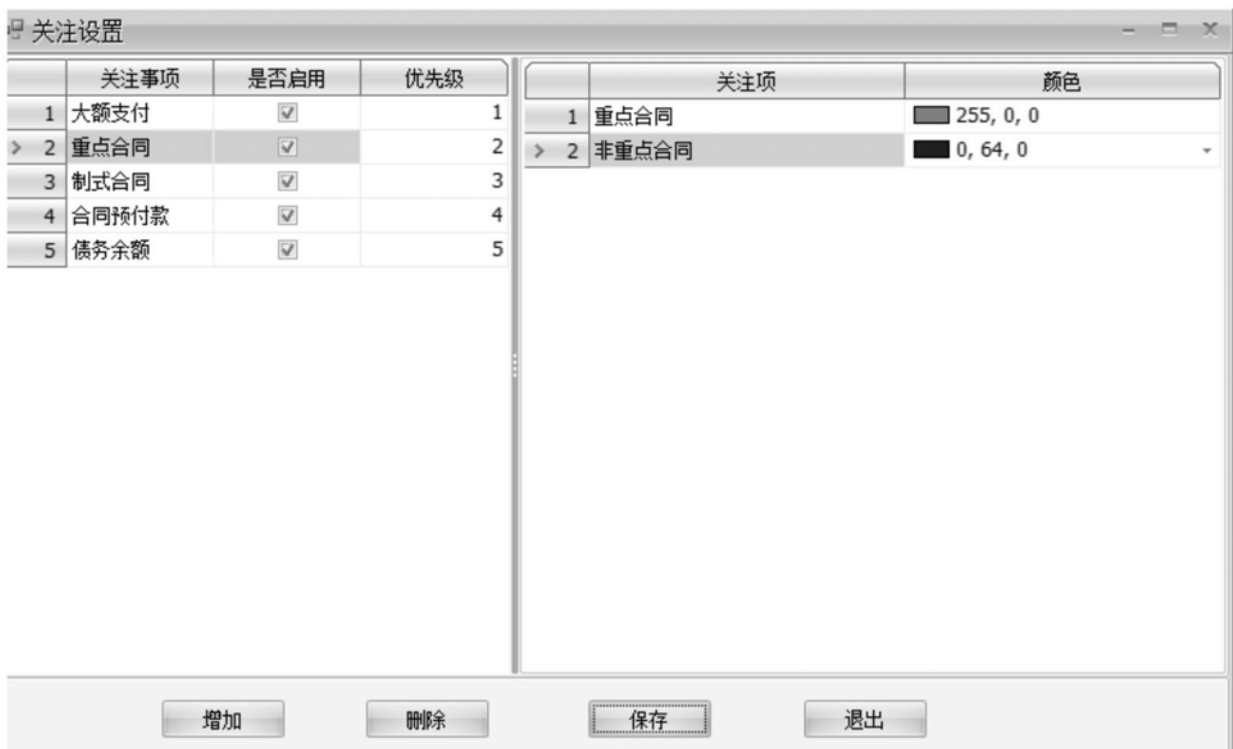 关注设置
关注事项 是否启用 优先级
1 大额支付 1
> 2 重点合同 2
3 制式合同 3
4 合同预付款 4
5 债务余额 5
关注项 颜色
1 重点合同 255, 0, 0
> 2 非重点合同 0, 64, 0
增加 删除 保存 退出